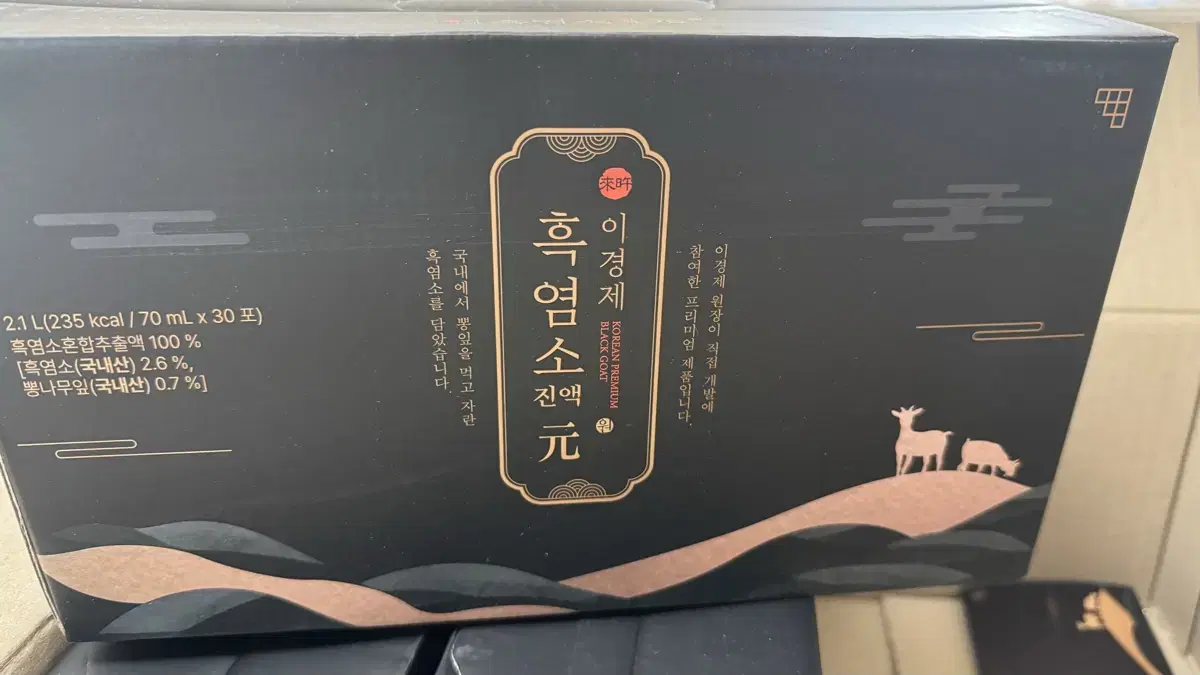 2.1 L(235 kcal / 70 mL x 30 포)
흑염소혼합추출액 100 %
[흑염소(국내산) 2.6 %,
뽕나무잎(국내산) 0.7 %]
국내에서 뽕잎을 먹고 자란
흑염소를 담았습니다.
이경제
흑염소
진액
元
원
KOREAN PREMIUM
BLACK GOAT
이경제 원장이 직접 개발에
참여한 프리미엄 제품입니다.